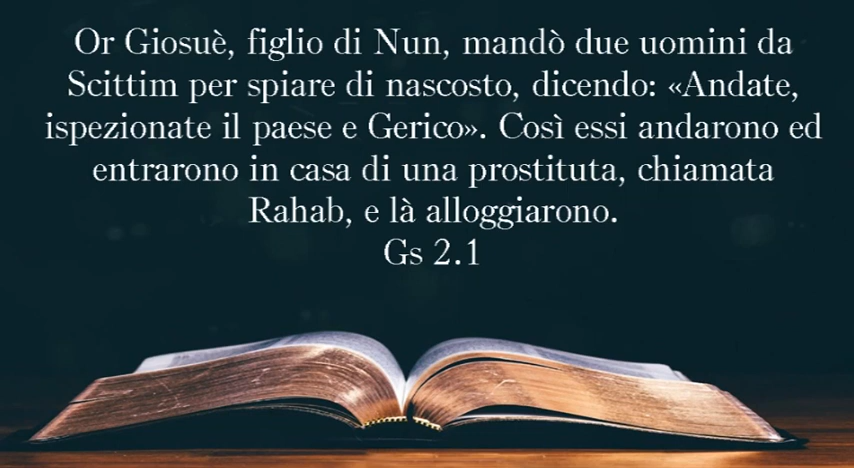 Or Giosuè, figlio di Nun, mandò due uomini da
Scittim per spiare di nascosto, dicendo: «Andate,
ispezionate il paese e Gerico». Così essi andarono ed
entrarono in casa di una prostituta, chiamata
Rahab, e là alloggiarono.
Gs 2.1